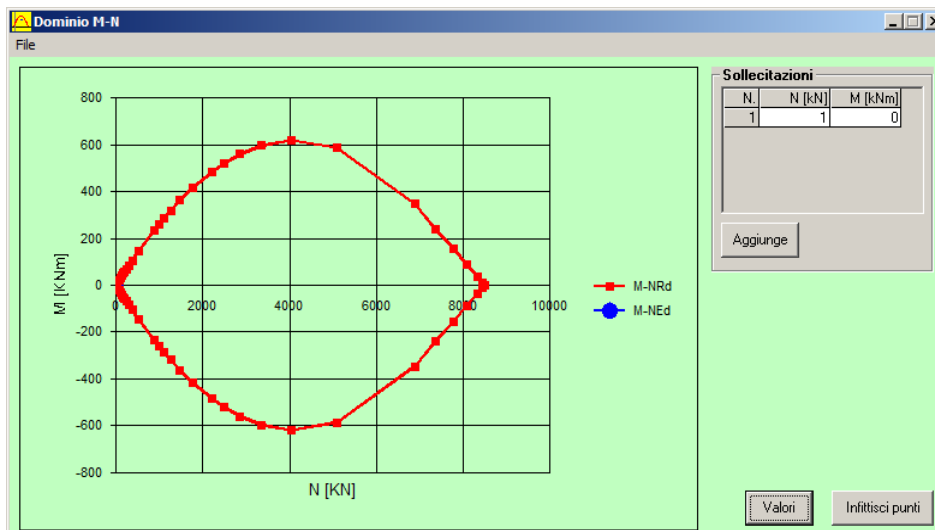 Dominio M-N
File
800
600
400
200
0
-200
-400
-600
-800
M [KNm]
0 2000 4000 6000 8000 10000
N [KN]
M-NRd
M-NEd
Sollecitazioni
N. N [kN] M [kNm]
1 1 0
Aggiunge
Valori Infittisci punti